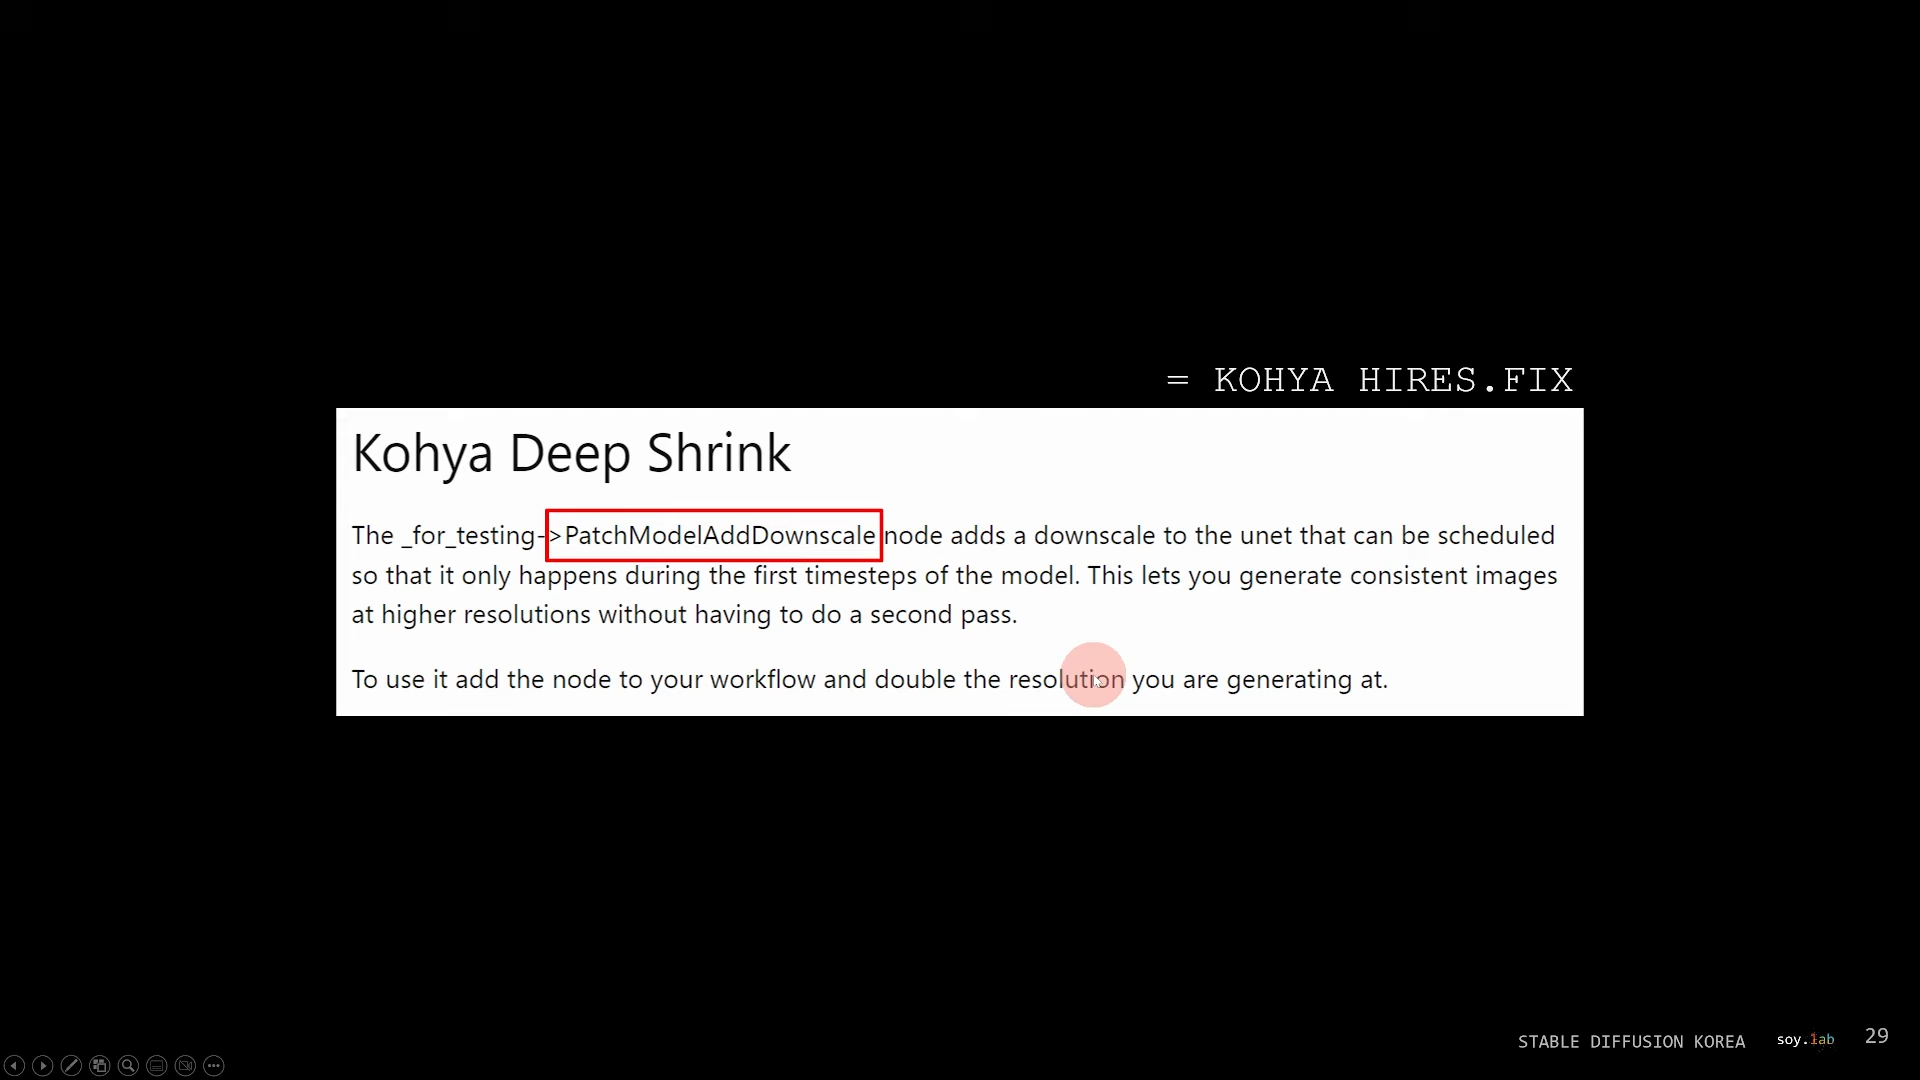 = KOHYA HIRES.FIX
Kohya Deep Shrink
The _for_testing->PatchModelAddDownscale node adds a downscale to the unet that can be scheduled
so that it only happens during the first timesteps of the model. This lets you generate consistent images
at higher resolutions without having to do a second pass.
To use it add the node to your workflow and double the resolution you are generating at.
STABLE DIFFUSION KOREA soy.lab 29